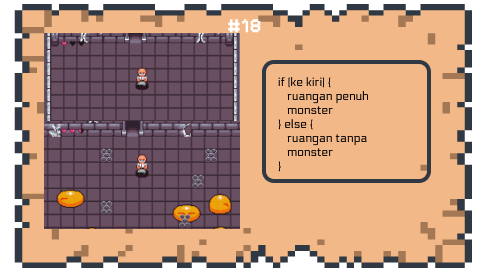 #18
if |ke kiri| {
ruangan penuh
monster
} else {
ruangan tanpa
monster
}